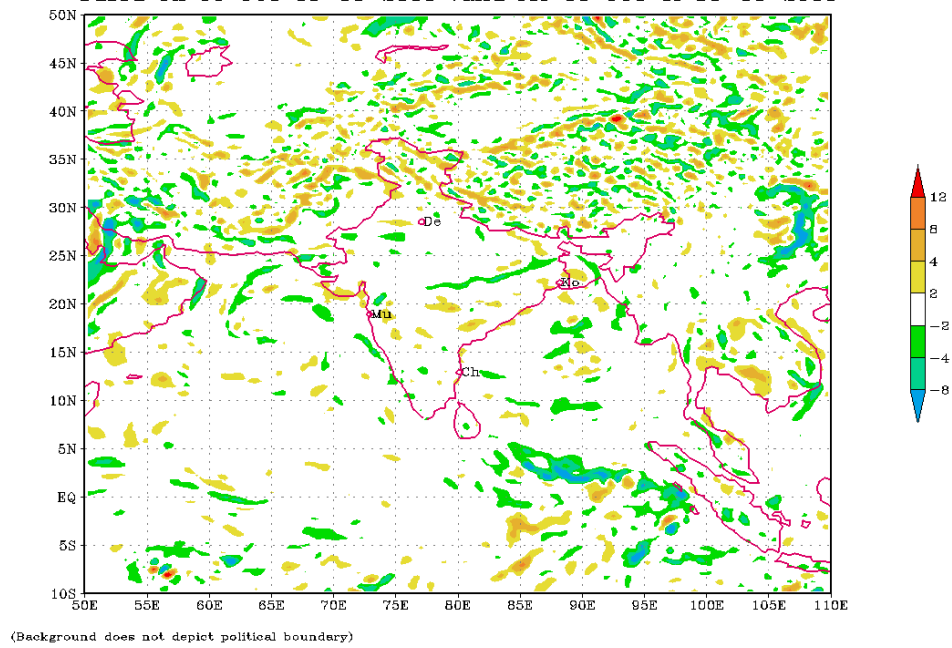 50N
45N
40N
35N
30N
25N
20N
15N
10N
5N
EQ
5S
10S
50E 55E 60E 65E 70E 75E 80E 85E 90E 95E 100E 105E 110E
De
Ko
Mu
Ch
12
8
4
2
−2
−4
−8
(Background does not depict political boundary)